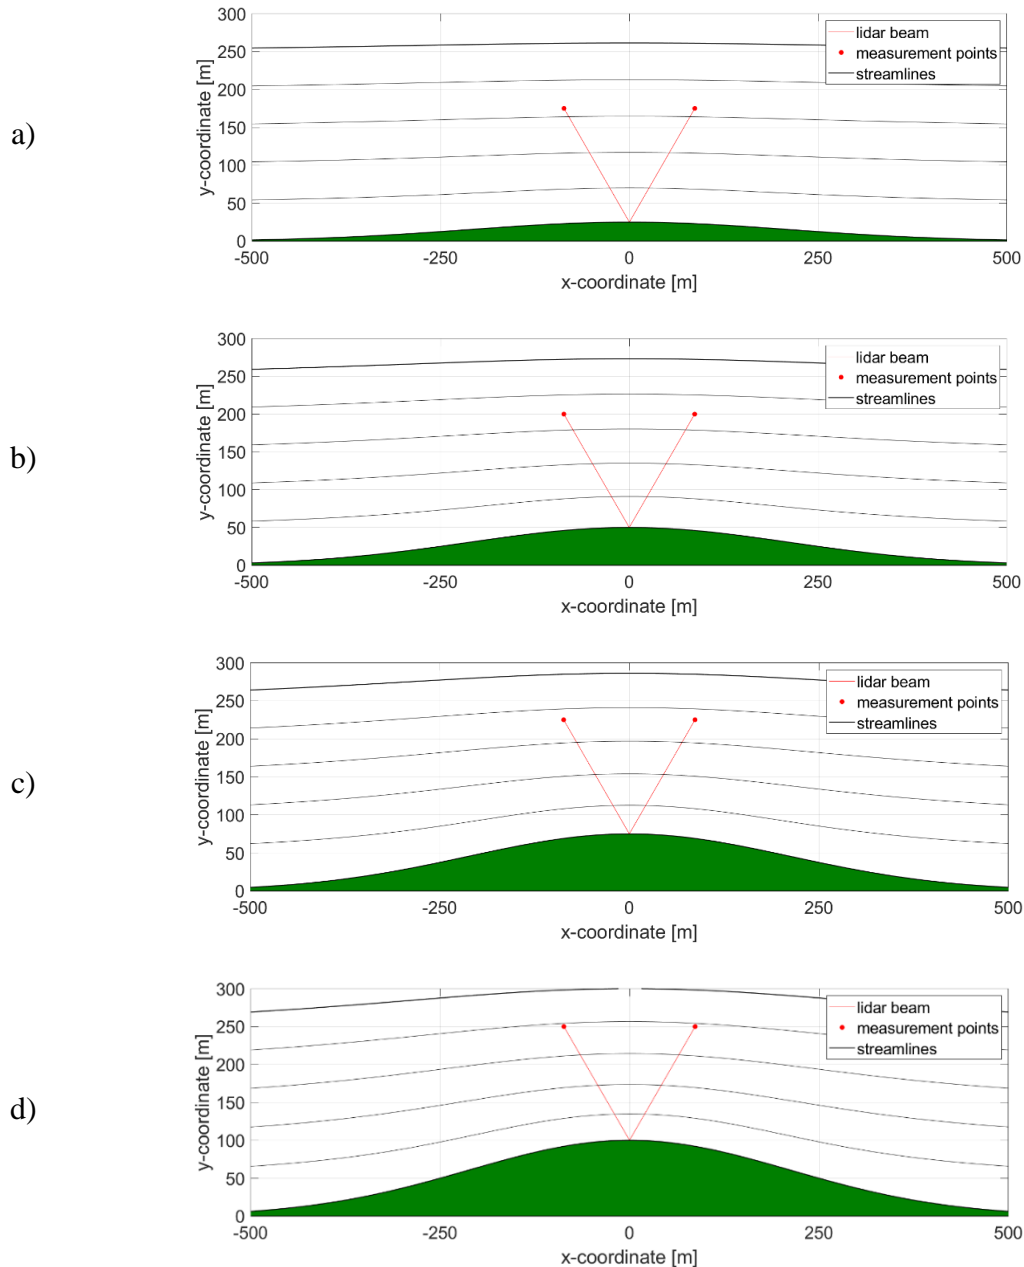 a)
y-coordinate [m]
300
250
200
150
100
50
0
-500
-250
0
250
500
x-coordinate [m]
lidar beam
measurement points
streamlines
b)
y-coordinate [m]
300
250
200
150
100
50
0
-500
-250
0
250
500
x-coordinate [m]
lidar beam
measurement points
streamlines
c)
y-coordinate [m]
300
250
200
150
100
50
0
-500
-250
0
250
500
x-coordinate [m]
lidar beam
measurement points
streamlines
d)
y-coordinate [m]
300
250
200
150
100
50
0
-500
-250
0
250
500
x-coordinate [m]
lidar beam
measurement points
streamlines